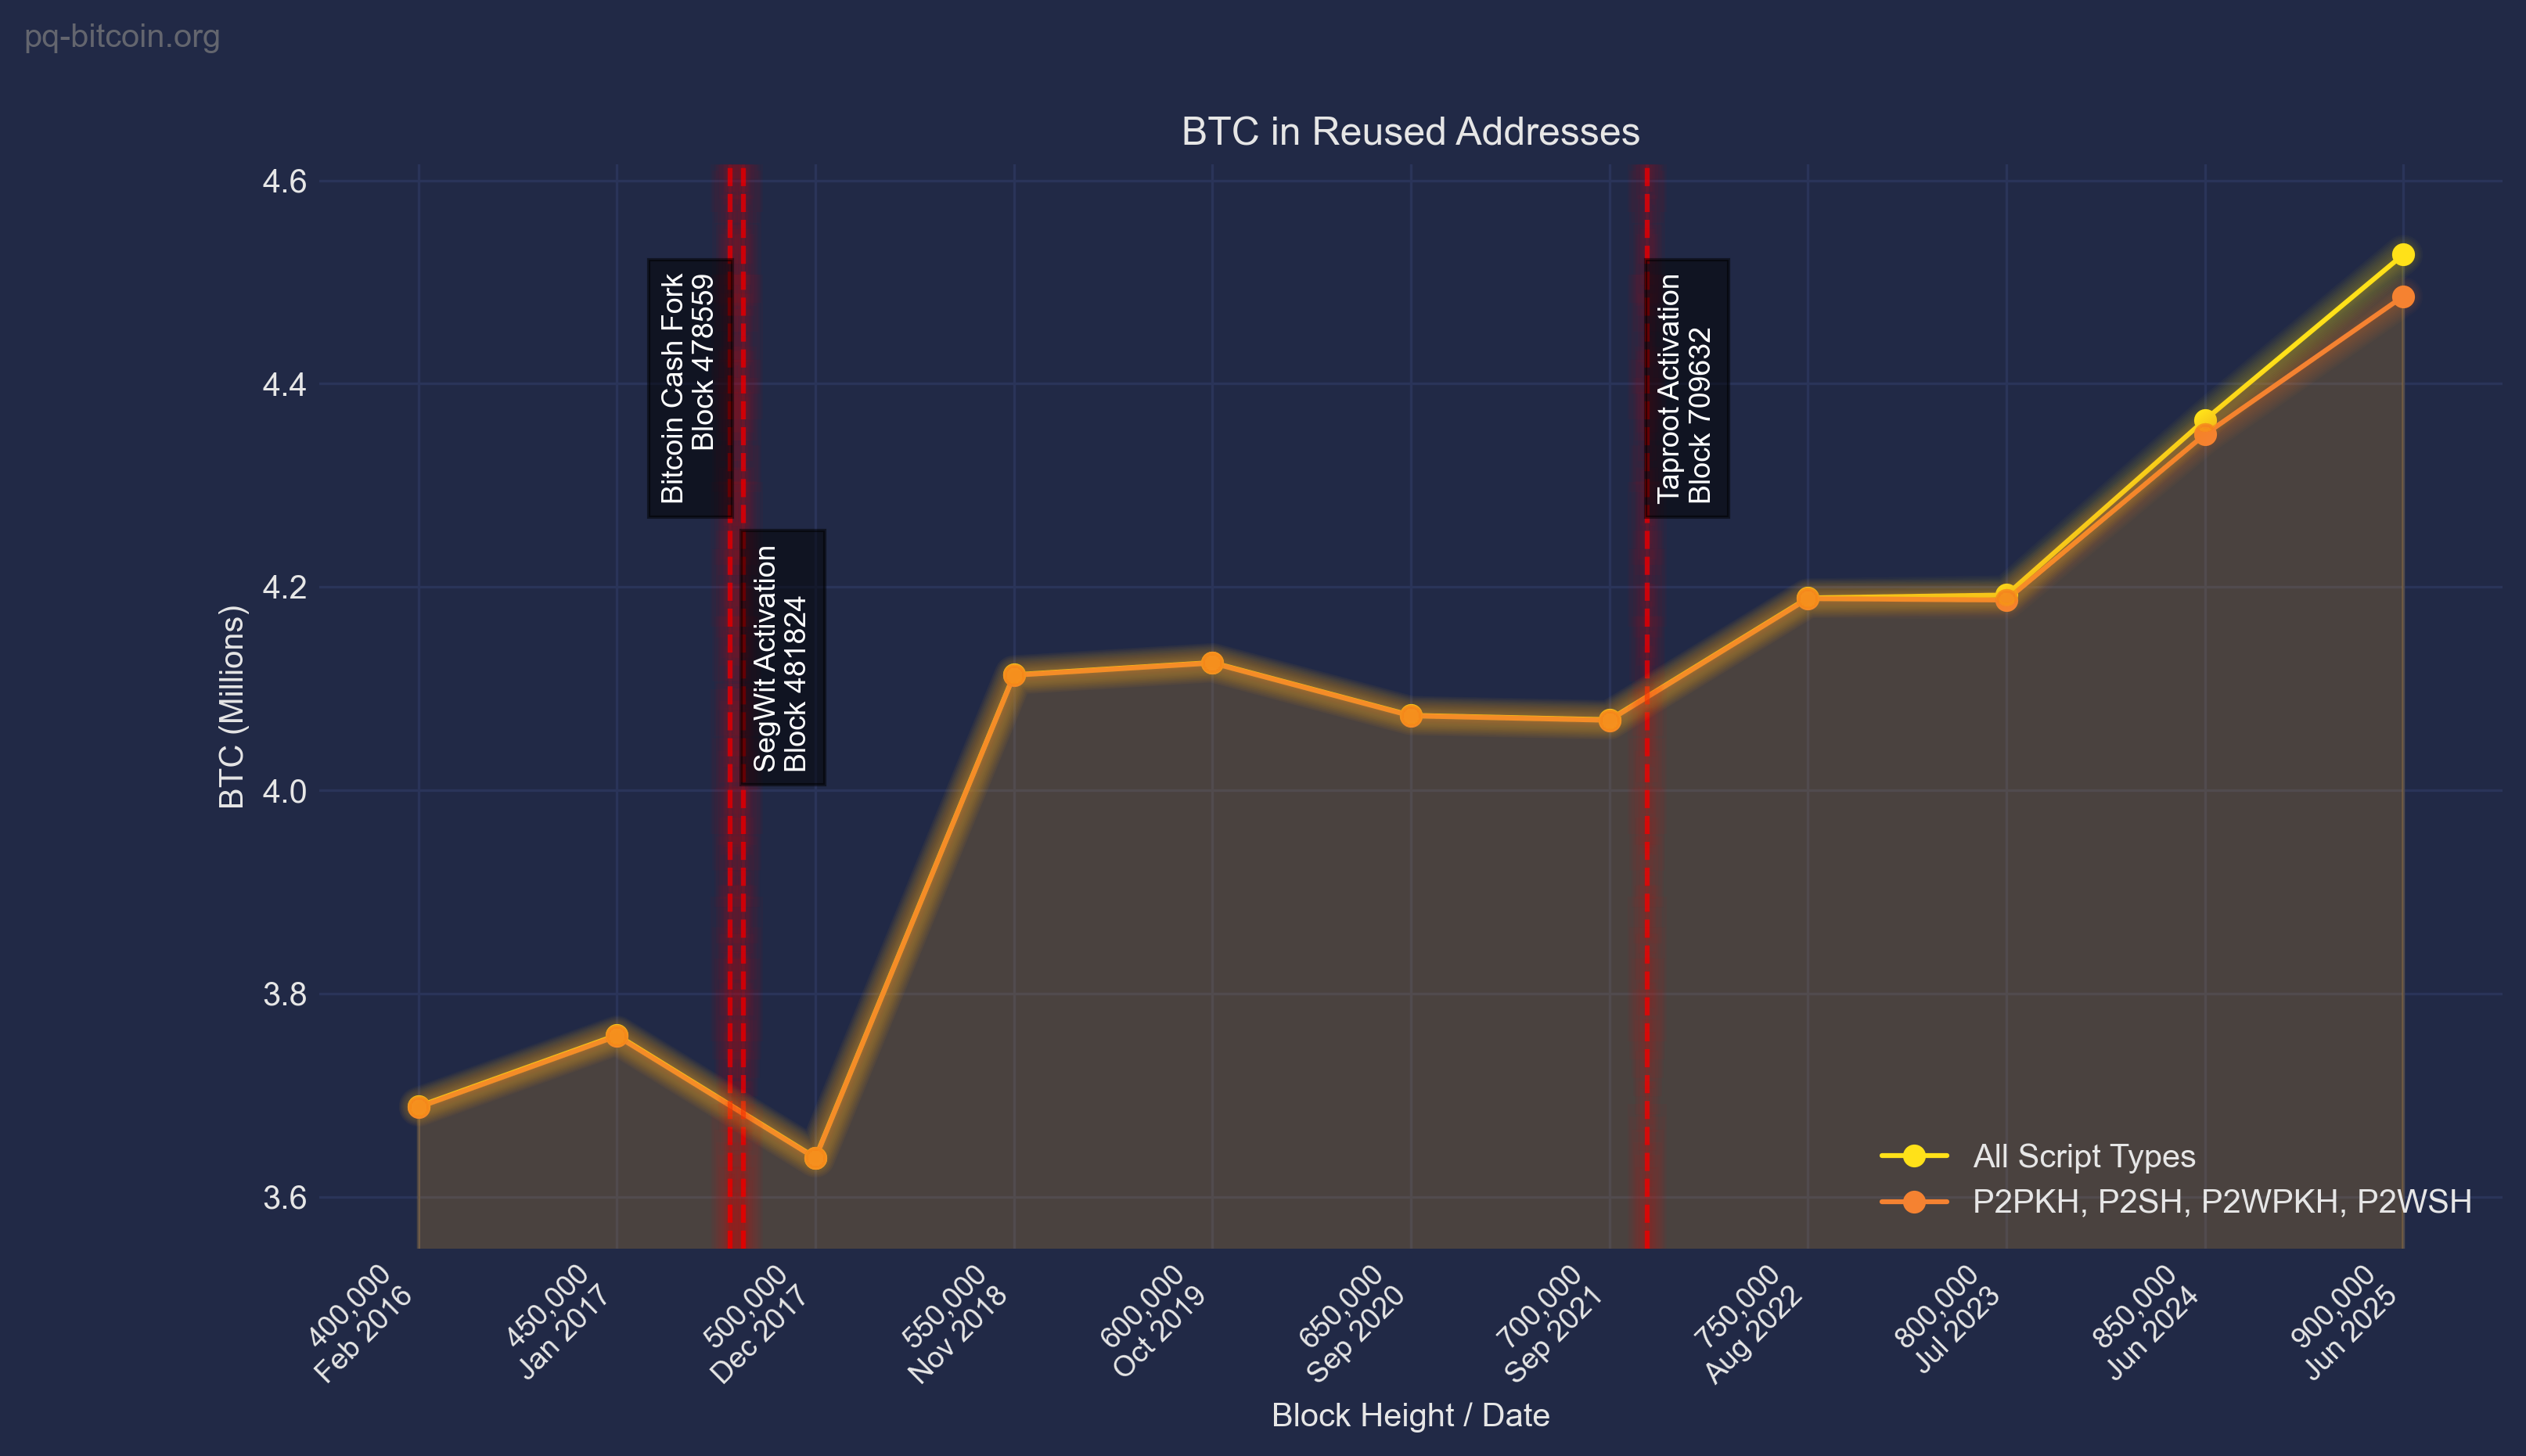 pq-bitcoin.org
BTC in Reused Addresses
BTC (Millions)
4.6
4.4
4.2
4.0
3.8
3.6
Bitcoin Cash Fork
Block 478559
SegWit Activation
Block 481824
Taproot Activation
Block 709632
All Script Types
P2PKH, P2SH, P2WPKH, P2WSH
400,000
Feb 2016
450,000
Jan 2017
500,000
Dec 2017
550,000
Nov 2018
600,000
Oct 2019
650,000
Sep 2020
700,000
Sep 2021
750,000
Aug 2022
800,000
Jul 2023
850,000
Jun 2024
900,000
Jun 2025
Block Height / Date